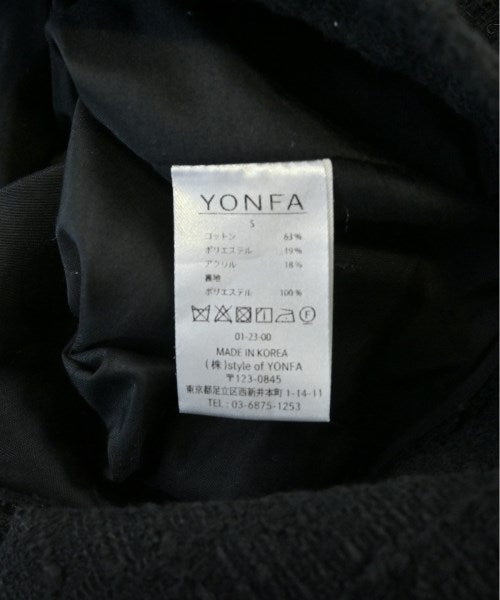 YONFA
S
コットン 63%
ポリエステル 19%
アクリル 18%
裏地
ポリエステル 100%
01-23-00
MADE IN KOREA
(株)style of YONFA
〒123-0845
東京都足立区西新井本町1-14-11
TEL: 03-6875-1253